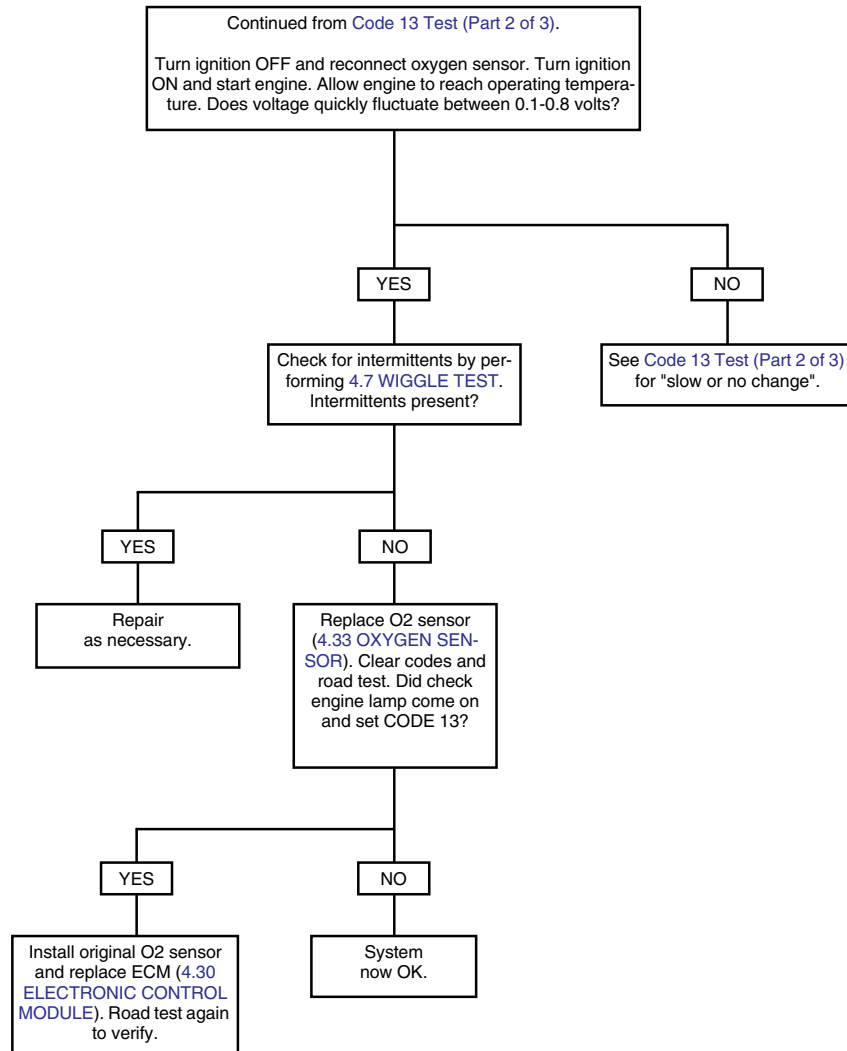 Continued from Code 13 Test (Part 2 of 3).
Turn ignition OFF and reconnect oxygen sensor. Turn ignition
ON and start engine. Allow engine to reach operating tempera-
ture. Does voltage quickly fluctuate between 0.1-0.8 volts?
YES
NO
Check for intermittents by per-
forming 4.7 WIGGLE TEST.
Intermittents present?
See Code 13 Test (Part 2 of 3)
for "slow or no change".
YES
NO
Repair
as necessary.
Replace O2 sensor
(4.33 OXYGEN SEN-
SOR). Clear codes and
road test. Did check
engine lamp come on
and set CODE 13?
YES
NO
Install original O2 sensor
and replace ECM (4.30
ELECTRONIC CONTROL
MODULE). Road test again
to verify.
System
now OK.